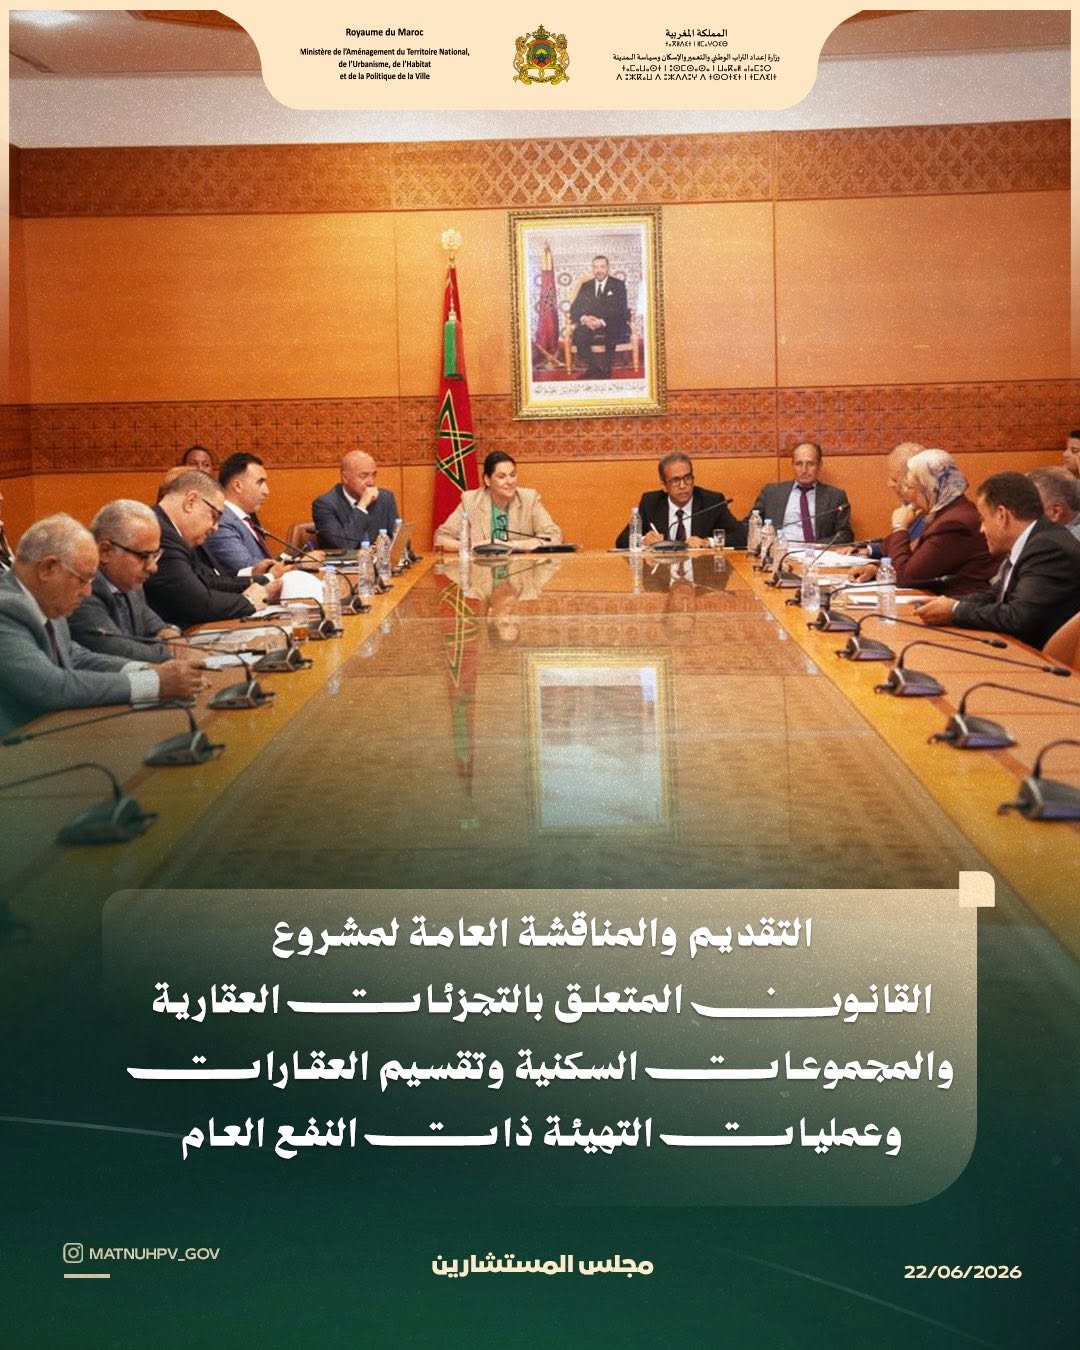 Royaume du Maroc
Ministère de l'Aménagement du Territoire National,
de l'Urbanisme, de l'Habitat
et de la Politique de la Ville
المملكة المغربية
ⵜⴰⴳⵍⴷⵉⵜ ⵏ ⵍⵎⵖⵔⵉⴱ
وزارة إعداد التراب الوطني والتعمير والإسكان وسياسة المدينة
التقديم والمناقشة العامة لمشروع
القانون المتعلق بالتجزئات العقارية
والمجموعات السكنية وتقسيم العقارات
وعمليات التهيئة ذات النفع العام
MATNUHPV_GOV
مجلس المستشارين
22/06/2026